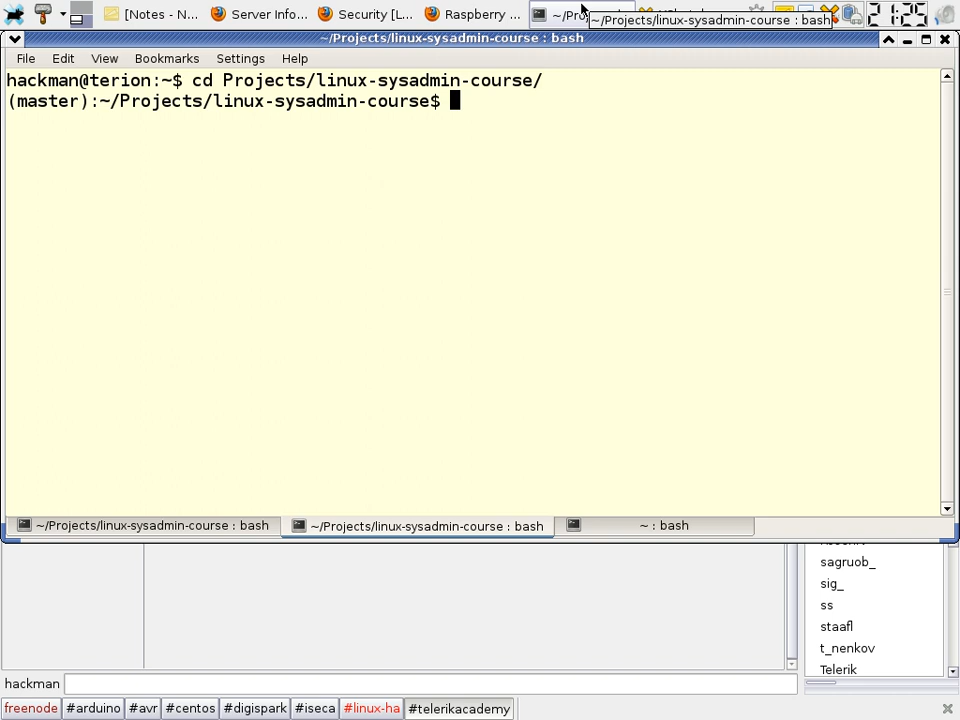 [Notes - N...
Server Info...
Security [L...
Raspberry ...
~/Proj
~/Projects/linux-sysadmin-course : bash
21:25
~/Projects/linux-sysadmin-course : bash
File Edit View Bookmarks Settings Help
hackman@terion:~$ cd Projects/linux-sysadmin-course/
(master):~/Projects/linux-sysadmin-course$
~/Projects/linux-sysadmin-course : bash
~/Projects/linux-sysadmin-course : bash
~ : bash
sagruob_
sig_
ss
staafl
t_nenkov
Telerik
hackman
freenode #arduino #avr #centos #digispark #iseca #linux-ha #telerikacademy